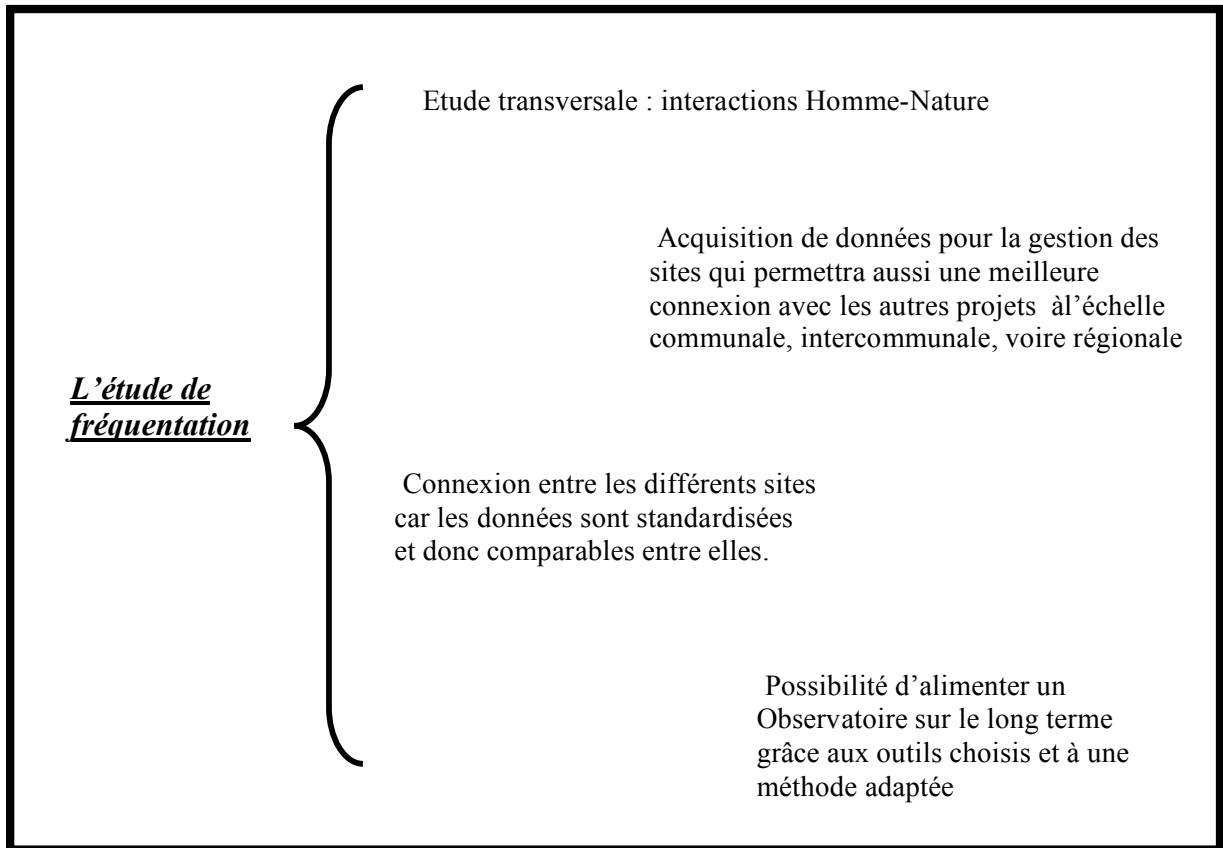 Etude transversale : interactions Homme-Nature
Acquisition de données pour la gestion des
sites qui permettra aussi une meilleure
connexion avec les autres projets àl’échelle
communale, intercommunale, voire régionale
L’étude de
fréquentation
Connexion entre les différents sites
car les données sont standardisées
et donc comparables entre elles.
Possibilité d’alimenter un
Observatoire sur le long terme
grâce aux outils choisis et à une
méthode adaptée